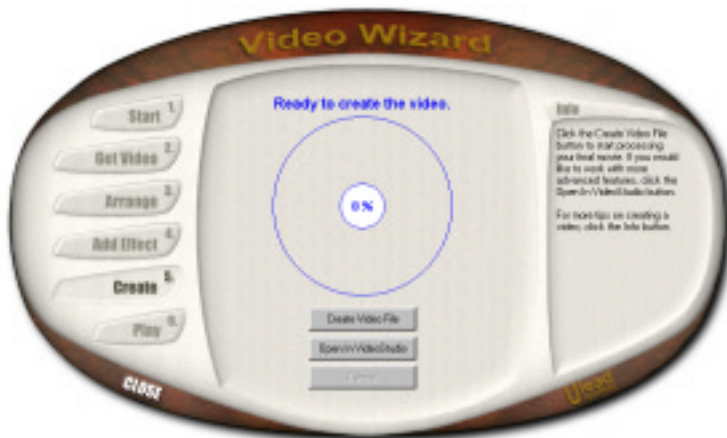 Video Wizard
Start 1.
Get Video 2.
Arrange 3.
Add Effect 4.
Create 5.
Play 6.
CLOSE
Ready to create the video.
0 %
Create Video File
Open In VideoStudio
Info
Click the Create Video File
button to start processing
your final movie. If you would
like to work with more
advanced features, click the
Open In VideoStudio button.
For more tips on creating a
video, click the Info button.
Ulead